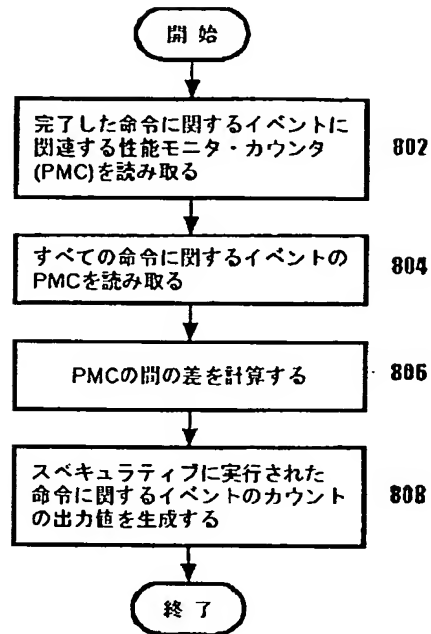 開始
完了した命令に関するイベントに
関連する性能モニタ・カウンタ
(PMC)を読み取る
802
すべての命令に関するイベントの
PMCを読み取る
804
PMCの間の差を計算する
806
スペキュラティブに実行された
命令に関するイベントのカウント
の出力値を生成する
808
終了